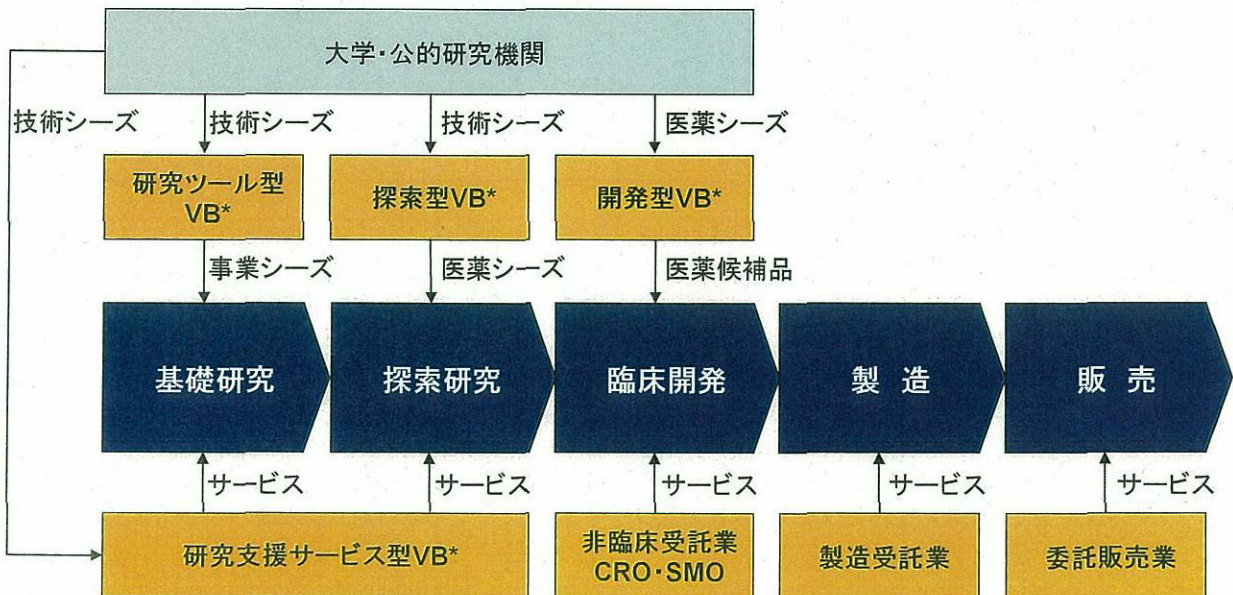 大学・公的研究機関
技術シーズ
技術シーズ
技術シーズ
医薬シーズ
研究ツール型
VB*
探索型VB*
開発型VB*
事業シーズ
医薬シーズ
医薬候補品
基礎研究
探索研究
臨床開発
製 造
販 売
サービス
サービス
サービス
サービス
サービス
研究支援サービス型VB*
非臨床受託業
CRO・SMO
製造受託業
委託販売業